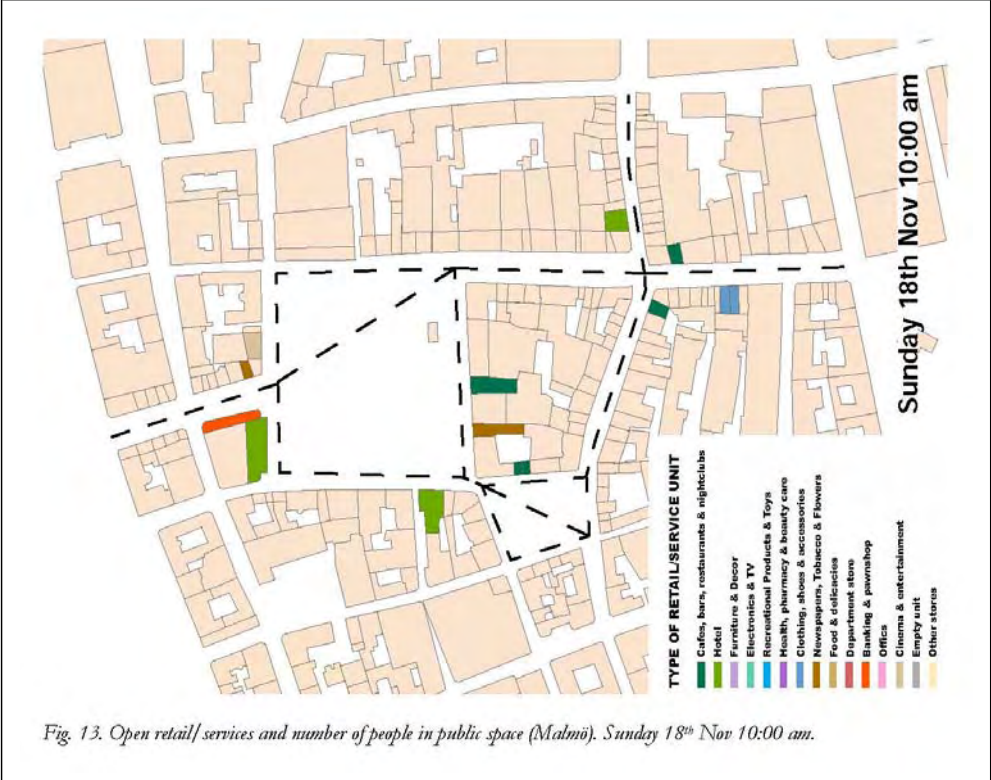 Sunday 18th Nov 10:00 am
TYPE OF RETAIL/SERVICE UNIT
Cafes, bars, restaurants & nightclubs
Hotel
Furniture & Decor
Electronics & TV
Recreational Products & Toys
Health, pharmacy & beauty care
Clothing, shoes & accessories
Newspapers, Tobacco & Flowers
Food & delicacies
Department store
Banking & pawnshop
Office
Cinema & entertainment
Empty unit
Other stores
Fig. 13. Open retail/services and number of people in public space (Malmö). Sunday 18th Nov 10:00 am.